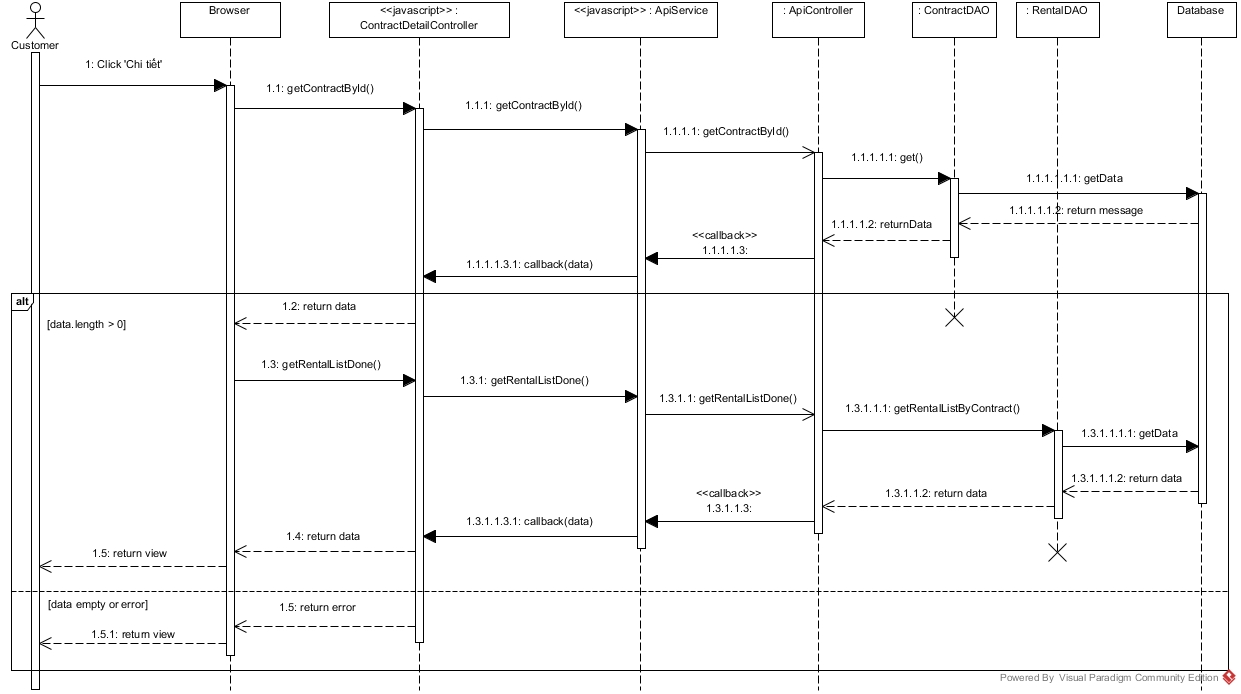 Customer
Browser
<<javascript>> :
ContractDetailController
<<javascript>> : ApiService
: ApiController
: ContractDAO
: RentalDAO
Database
1: Click 'Chi tiết'
1.1: getContractById()
1.1.1: getContractById()
1.1.1.1: getContractById()
1.1.1.1.1: get()
1.1.1.1.1.1: getData
1.1.1.1.1.2: return message
1.1.1.1.2: returnData
<<callback>>
1.1.1.1.3:
1.1.1.1.3.1: callback(data)
alt
[data.length > 0]
1.2: return data
1.3: getRentalListDone()
1.3.1: getRentalListDone()
1.3.1.1: getRentalListDone()
1.3.1.1.1: getRentalListByContract()
1.3.1.1.1.1: getData
1.3.1.1.1.2: return data
1.3.1.1.2: return data
<<callback>>
1.3.1.1.3:
1.3.1.1.3.1: callback(data)
1.4: return data
1.5: return view
[data empty or error]
1.5: return error
1.5.1: return view
Powered By Visual Paradigm Community Edition